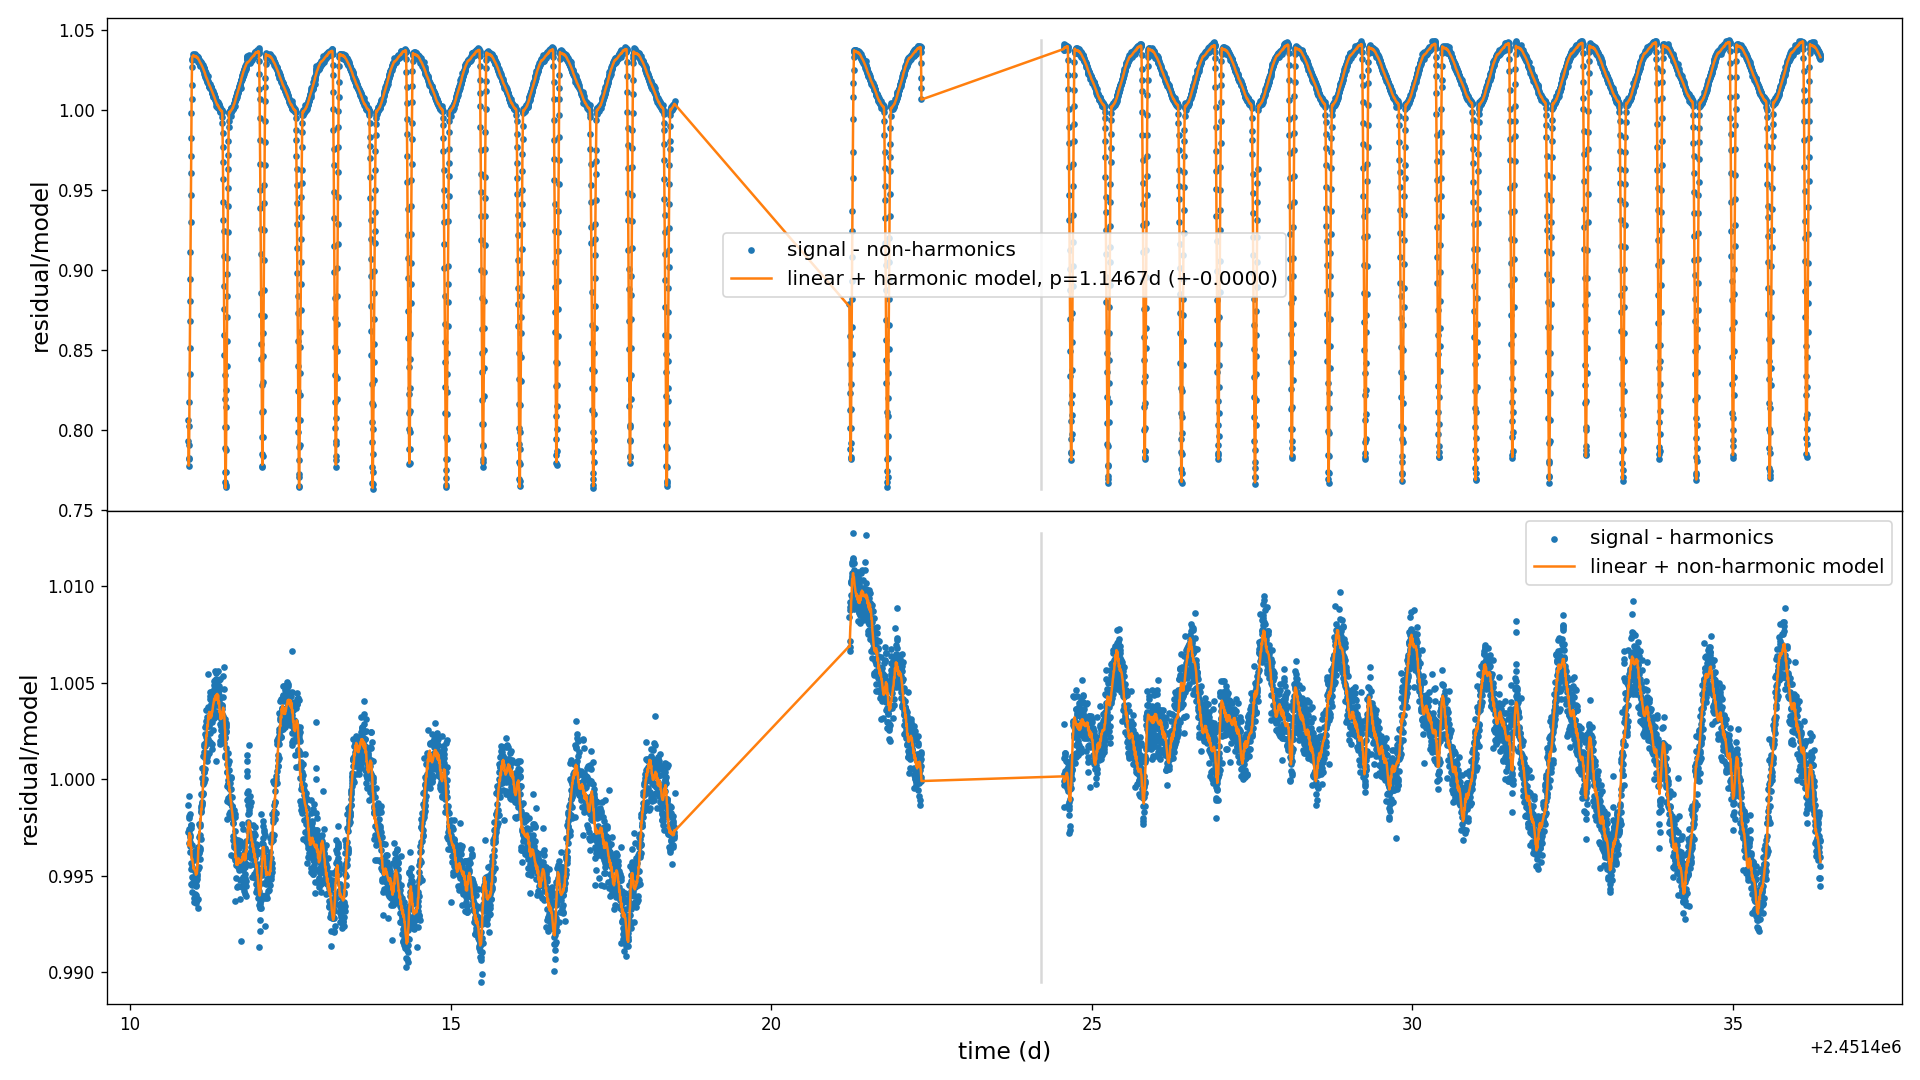 1.05
1.00
0.95
0.90
0.85
0.80
0.75
residual/model
signal - non-harmonics
linear + harmonic model, p=1.1467d (+-0.0000)
signal - harmonics
linear + non-harmonic model
1.010
1.005
1.000
0.995
0.990
residual/model
10 15 20 25 30 35
time (d)
+2.4514e6